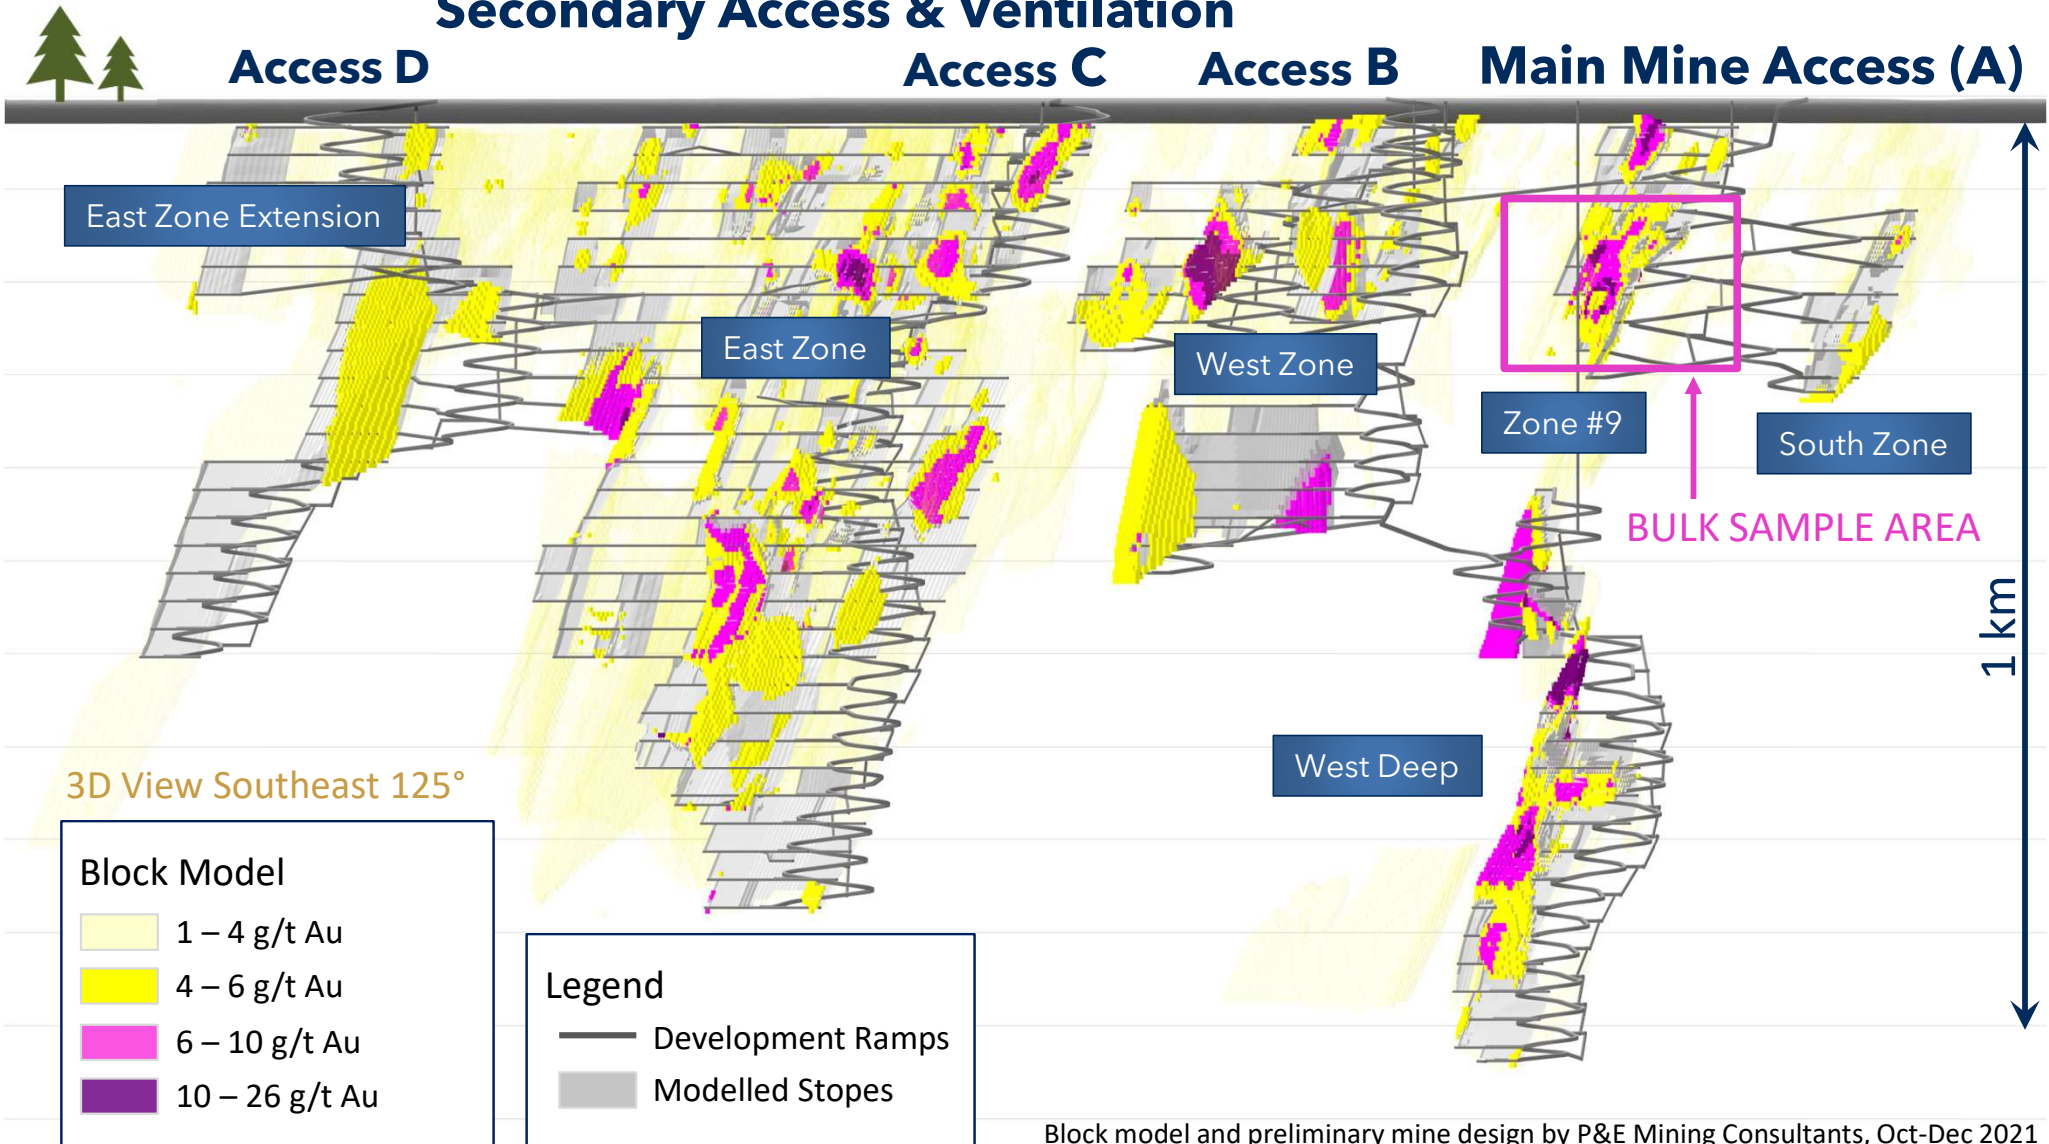 Secondary Access & Ventilation
Access D
Access C
Access B
Main Mine Access (A)
East Zone Extension
East Zone
West Zone
Zone #9
South Zone
BULK SAMPLE AREA
1 km
West Deep
3D View Southeast 125°
Block Model
1 – 4 g/t Au
4 – 6 g/t Au
6 – 10 g/t Au
10 – 26 g/t Au
Legend
Development Ramps
Modelled Stopes
Block model and preliminary mine design by P&E Mining Consultants, Oct-Dec 2021